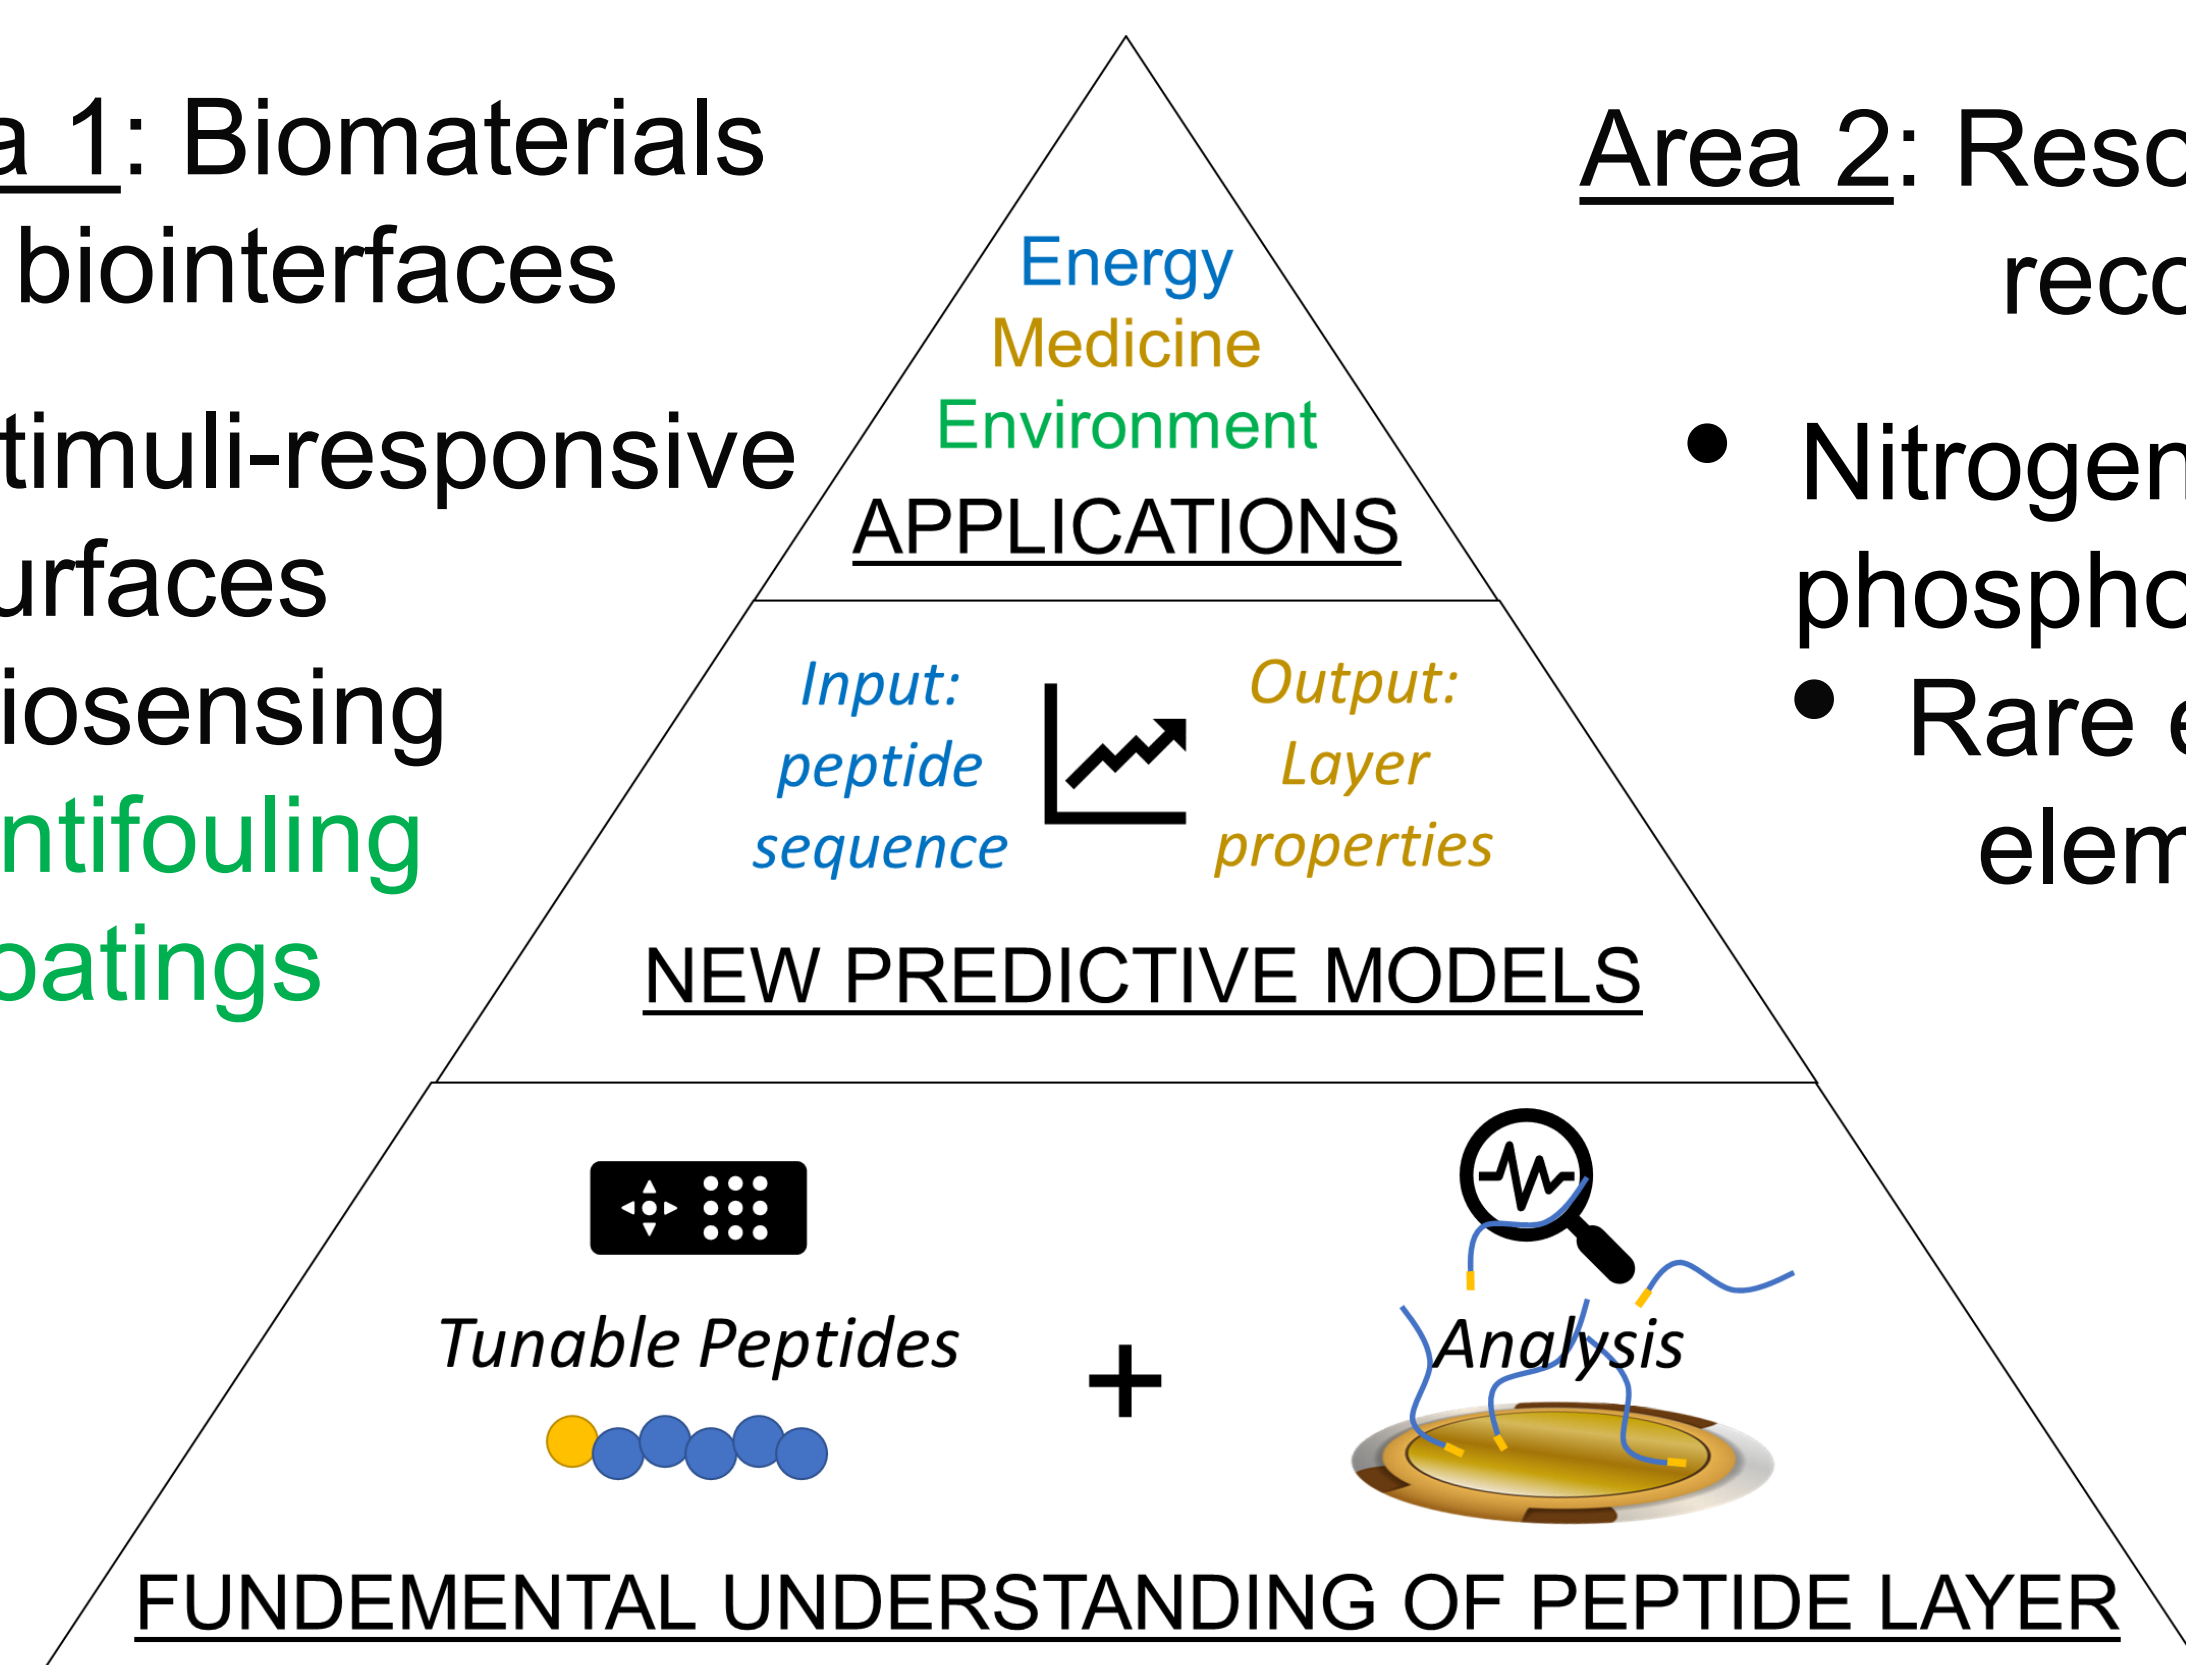 a 1: Biomaterials
biointerfaces
timuli-responsive
urfaces
iosensing
ntifouling
oatings
Energy
Medicine
Environment
APPLICATIONS
Input:
peptide
sequence
Output:
Layer
properties
NEW PREDICTIVE MODELS
Tunable Peptides
+
Analysis
FUNDEMENTAL UNDERSTANDING OF PEPTIDE LAYER
Area 2: Reso
reco
• Nitrogen
phospho
• Rare e
elem